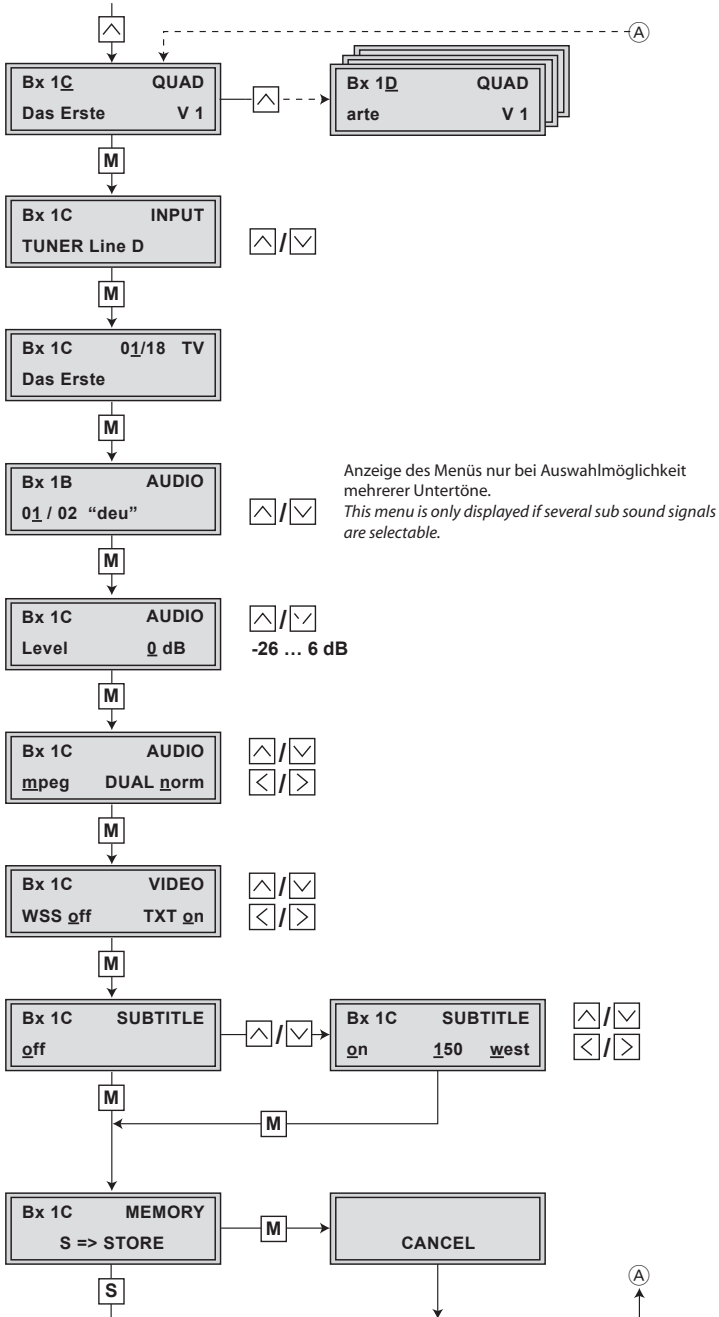 Ⓐ
Bx 1C QUAD
Das Erste V 1
Bx 1D QUAD
arte V 1
M
Bx 1C INPUT
TUNER Line D
/
M
Bx 1C 01/18 TV
Das Erste
M
Bx 1B AUDIO
01 / 02 “deu”
/
Anzeige des Menüs nur bei Auswahlmöglichkeit
mehrerer Untertöne.
This menu is only displayed if several sub sound signals
are selectable.
M
Bx 1C AUDIO
Level 0 dB
/
-26 … 6 dB
M
Bx 1C AUDIO
mpeg DUAL norm
/
/
M
Bx 1C VIDEO
WSS off TXT on
/
/
M
Bx 1C SUBTITLE
off
/
Bx 1C SUBTITLE
on 150 west
/
/
M
M
Bx 1C MEMORY
S => STORE
M
CANCEL
S
Ⓐ